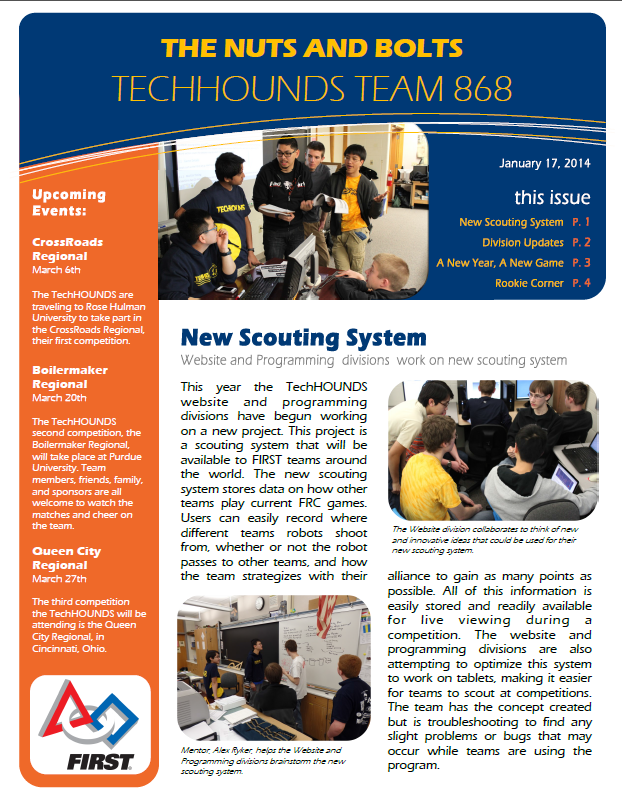 THE NUTS AND BOLTS
TECHHOUNDS TEAM 868
January 17, 2014
this issue
New Scouting System P. 1
Division Updates P. 2
A New Year, A New Game P. 3
Rookie Corner P. 4
Upcoming
Events:
CrossRoads
Regional
March 6th
The TechHOUNDS are
traveling to Rose Hulman
University to take part in
the CrossRoads Regional,
their first competition.
Boilermaker
Regional
March 20th
The TechHOUNDS
second competition, the
Boilermaker Regional,
will take place at Purdue
University. Team
members, friends, family,
and sponsors are all
welcome to watch the
matches and cheer on
the team.
Queen City
Regional
March 27th
The third competition
the TechHOUNDS will be
attending is the Queen
City Regional, in
Cincinnati, Ohio.
FIRST
New Scouting System
Website and Programming divisions work on new scouting system
This year the TechHOUNDS
website and programming
divisions have begun working
on a new project. This project is
a scouting system that will be
available to FIRST teams around
the world. The new scouting
system stores data on how other
teams play current FRC games.
Users can easily record where
different teams robots shoot
from, whether or not the robot
passes to other teams, and how
the team strategizes with their
Mentor, Alex Ryker, helps the Website and
Programming divisions brainstorm the new
scouting system.
The Website division collaborates to think of new
and innovative ideas that could be used for their
new scouting system.
alliance to gain as many points as
possible. All of this information is
easily stored and readily available
for live viewing during a
competition. The website and
programming divisions are also
attempting to optimize this system
to work on tablets, making it easier
for teams to scout at competitions.
The team has the concept created
but is troubleshooting to find any
slight problems or bugs that may
occur while teams are using the
program.